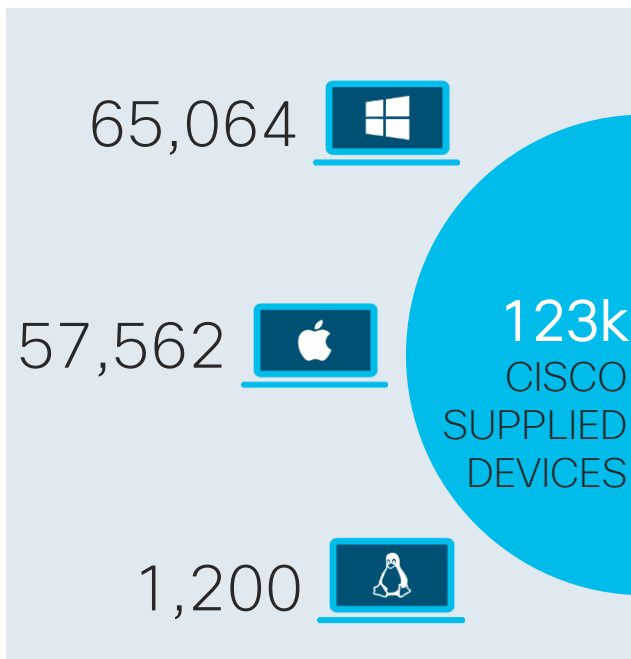 65,064
57,562
123k
CISCO
SUPPLIED
DEVICES
1,200